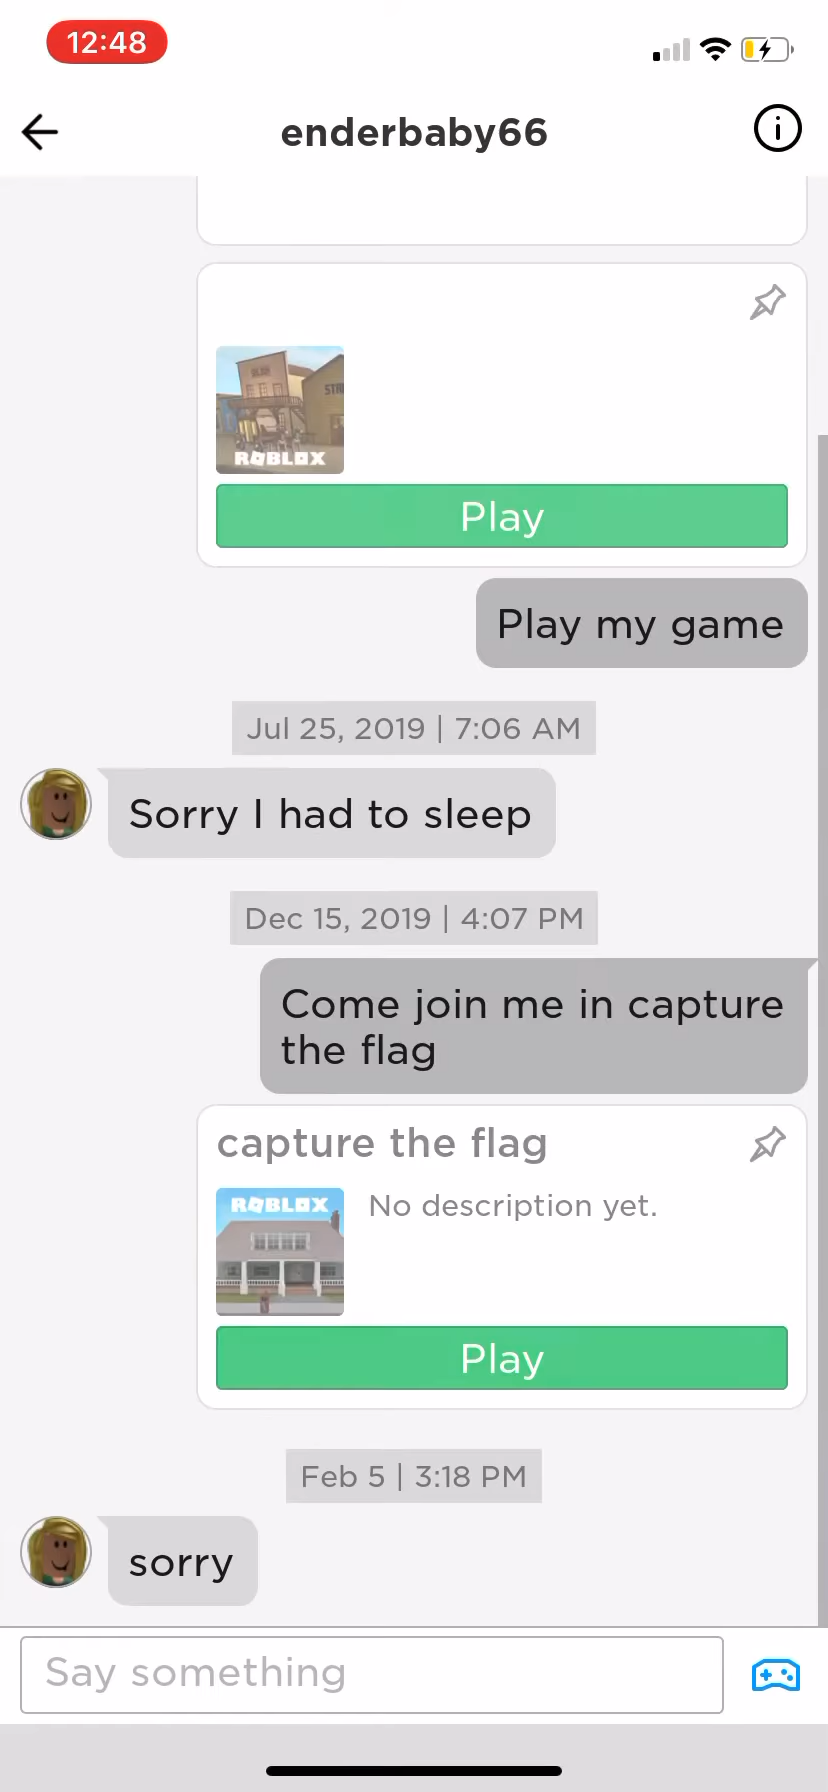 12:48
enderbaby66
ROBLOX
Play
Play my game
Jul 25, 2019 | 7:06 AM
Sorry I had to sleep
Dec 15, 2019 | 4:07 PM
Come join me in capture
the flag
capture the flag
ROBLOX
No description yet.
Play
Feb 5 | 3:18 PM
sorry
Say something